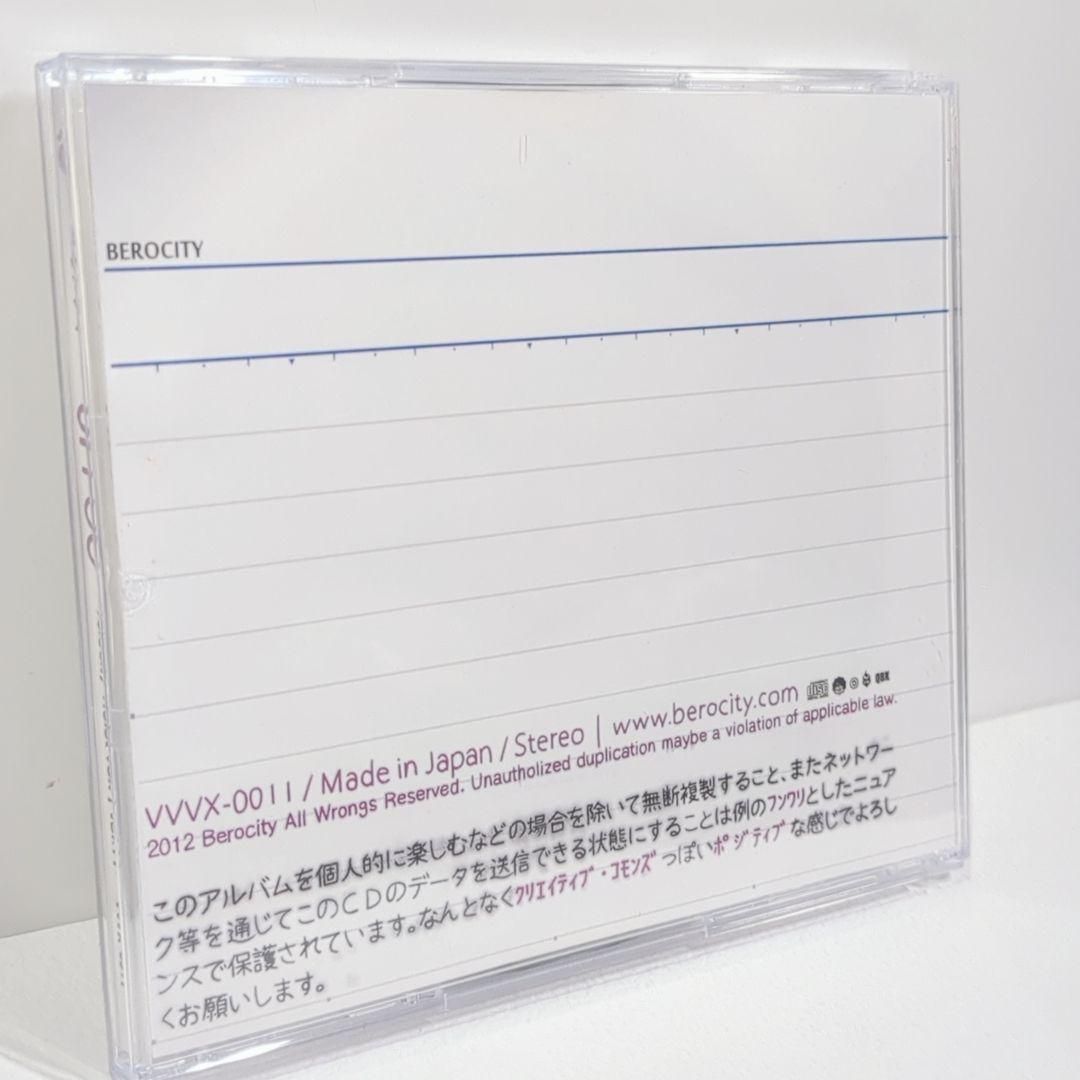 BEROCITY
VVVX-0011 / Made in Japan / Stereo | www.berocity.com
2012 Berocity All Wrongs Reserved. Unautholized duplication maybe a violation of applicable law.
このアルバムを個人的に楽しむなどの場合を除いて無断複製すること、またネットワー
ク等を通じてこのCDのデータを送信できる状態にすることは例のフンワリとしたニュア
ンスで保護されています。なんとなくクリエイティブ・コモンズっぽいポジティブな感じでよろし
くお願いします。